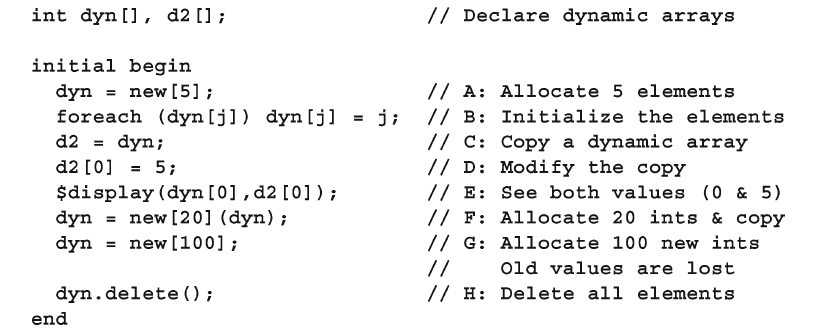 int dyn[], d2[]; // Declare dynamic arrays
initial begin
dyn = new[5]; // A: Allocate 5 elements
foreach (dyn[j]) dyn[j] = j; // B: Initialize the elements
d2 = dyn; // C: Copy a dynamic array
d2[0] = 5; // D: Modify the copy
$display(dyn[0],d2[0]); // E: See both values (0 & 5)
dyn = new[20](dyn); // F: Allocate 20 ints & copy
dyn = new[100]; // G: Allocate 100 new ints
// Old values are lost
dyn.delete(); // H: Delete all elements
end